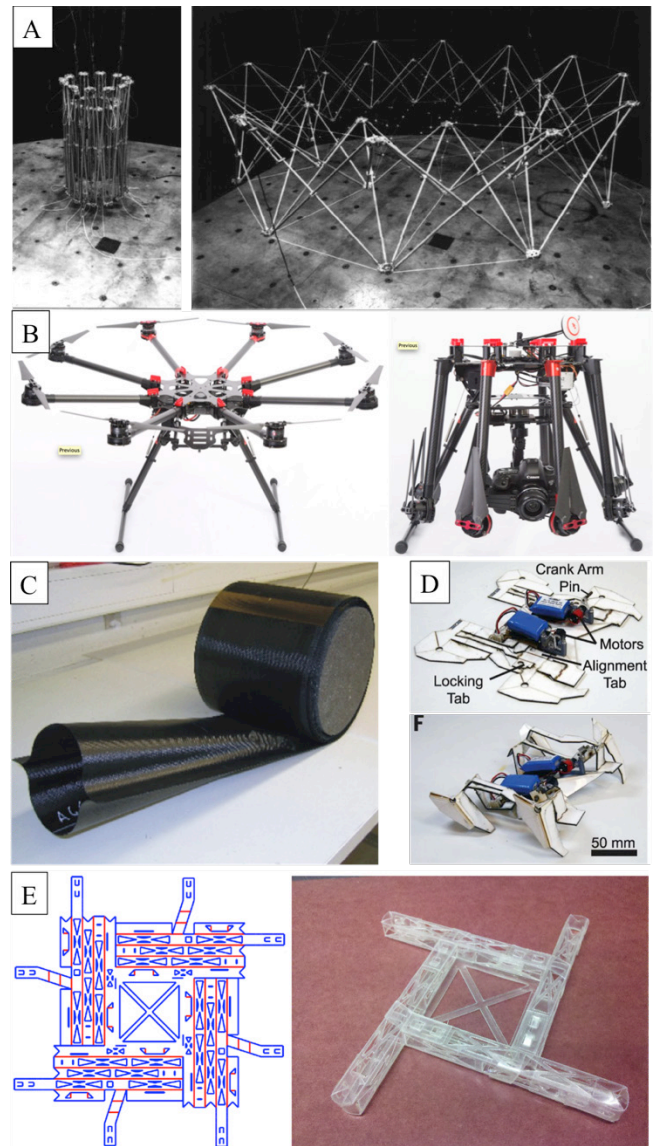 A
B
Previous
Previous
C
D
Crank Arm
Pin
Motors
Alignment Tab
Locking
Tab
F
50 mm
E